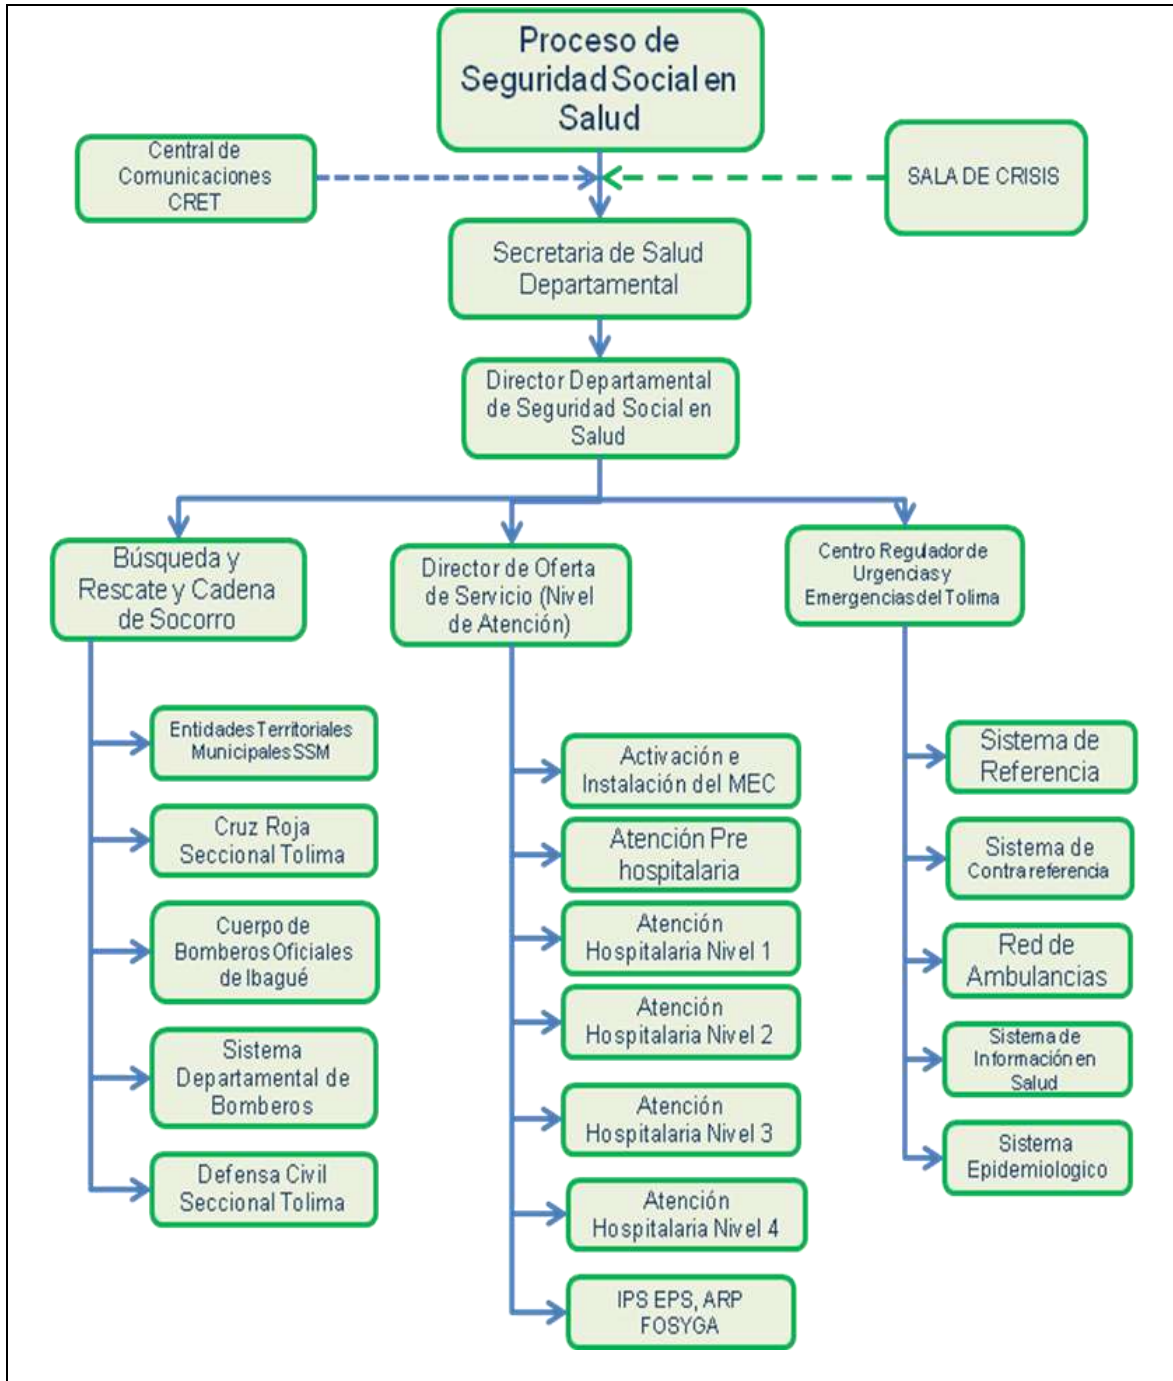 Proceso de
Seguridad Social en
Salud
Central de
Comunicaciones
CRET
SALA DE CRISIS
Secretaria de Salud
Departamental
Director Departamental
de Seguridad Social en
Salud
Búsqueda y
Rescate y Cadena
de Socorro
Entidades Territoriales
Municipales SSM
Cruz Roja
Seccional Tolima
Cuerpo de
Bomberos Oficiales
de Ibagué
Sistema
Departamental de
Bomberos
Defensa Civil
Seccional Tolima
Director de Oferta
de Servicio (Nivel
de Atención)
Activación e
Instalación del MEC
Atención Pre
hospitalaria
Atención
Hospitalaria Nivel 1
Atención
Hospitalaria Nivel 2
Atención
Hospitalaria Nivel 3
Atención
Hospitalaria Nivel 4
IPS EPS, ARP
FOSYGA
Centro Regulador de
Urgencias y
Emergencias del Tolima
Sistema de
Referencia
Sistema de
Contra referencia
Red de
Ambulancias
Sistema de
Información en
Salud
Sistema
Epidemiologico